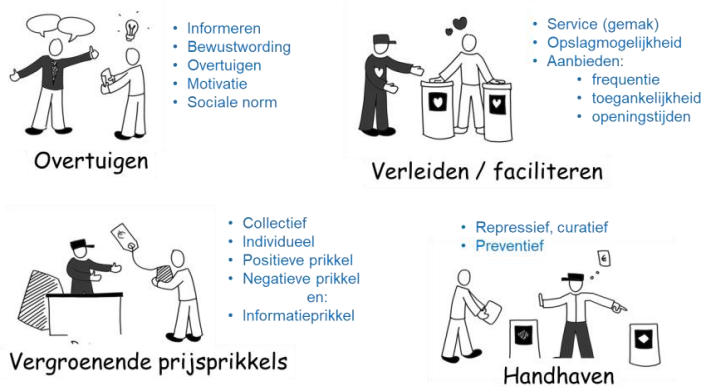 • Informeren
• Bewustwording
• Overtuigen
• Motivatie
• Sociale norm
Overtuigen
• Service (gemak)
• Opslagmogelijkheid
• Aanbieden:
• frequentie
• toegankelijkheid
• openingstijden
Verleiden / faciliteren
• Collectief
• Individueel
• Positieve prikkel
• Negatieve prikkel
en:
• Informatieprikkel
€
Vergroenende prijsprikkels
• Repressief, curatief
• Preventief
€
Handhaven